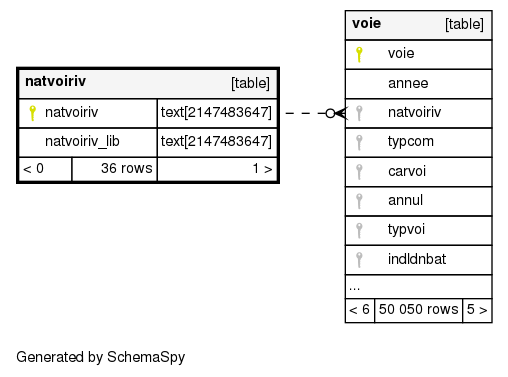 natvoiriv [table]
natvoiriv text[2147483647]
natvoiriv_lib text[2147483647]
< 0 36 rows 1 >
voie [table]
voie
annee
natvoiriv
typcom
carvoi
annul
typvoi
indldnbat
...
< 6 50 050 rows 5 >
Generated by SchemaSpy